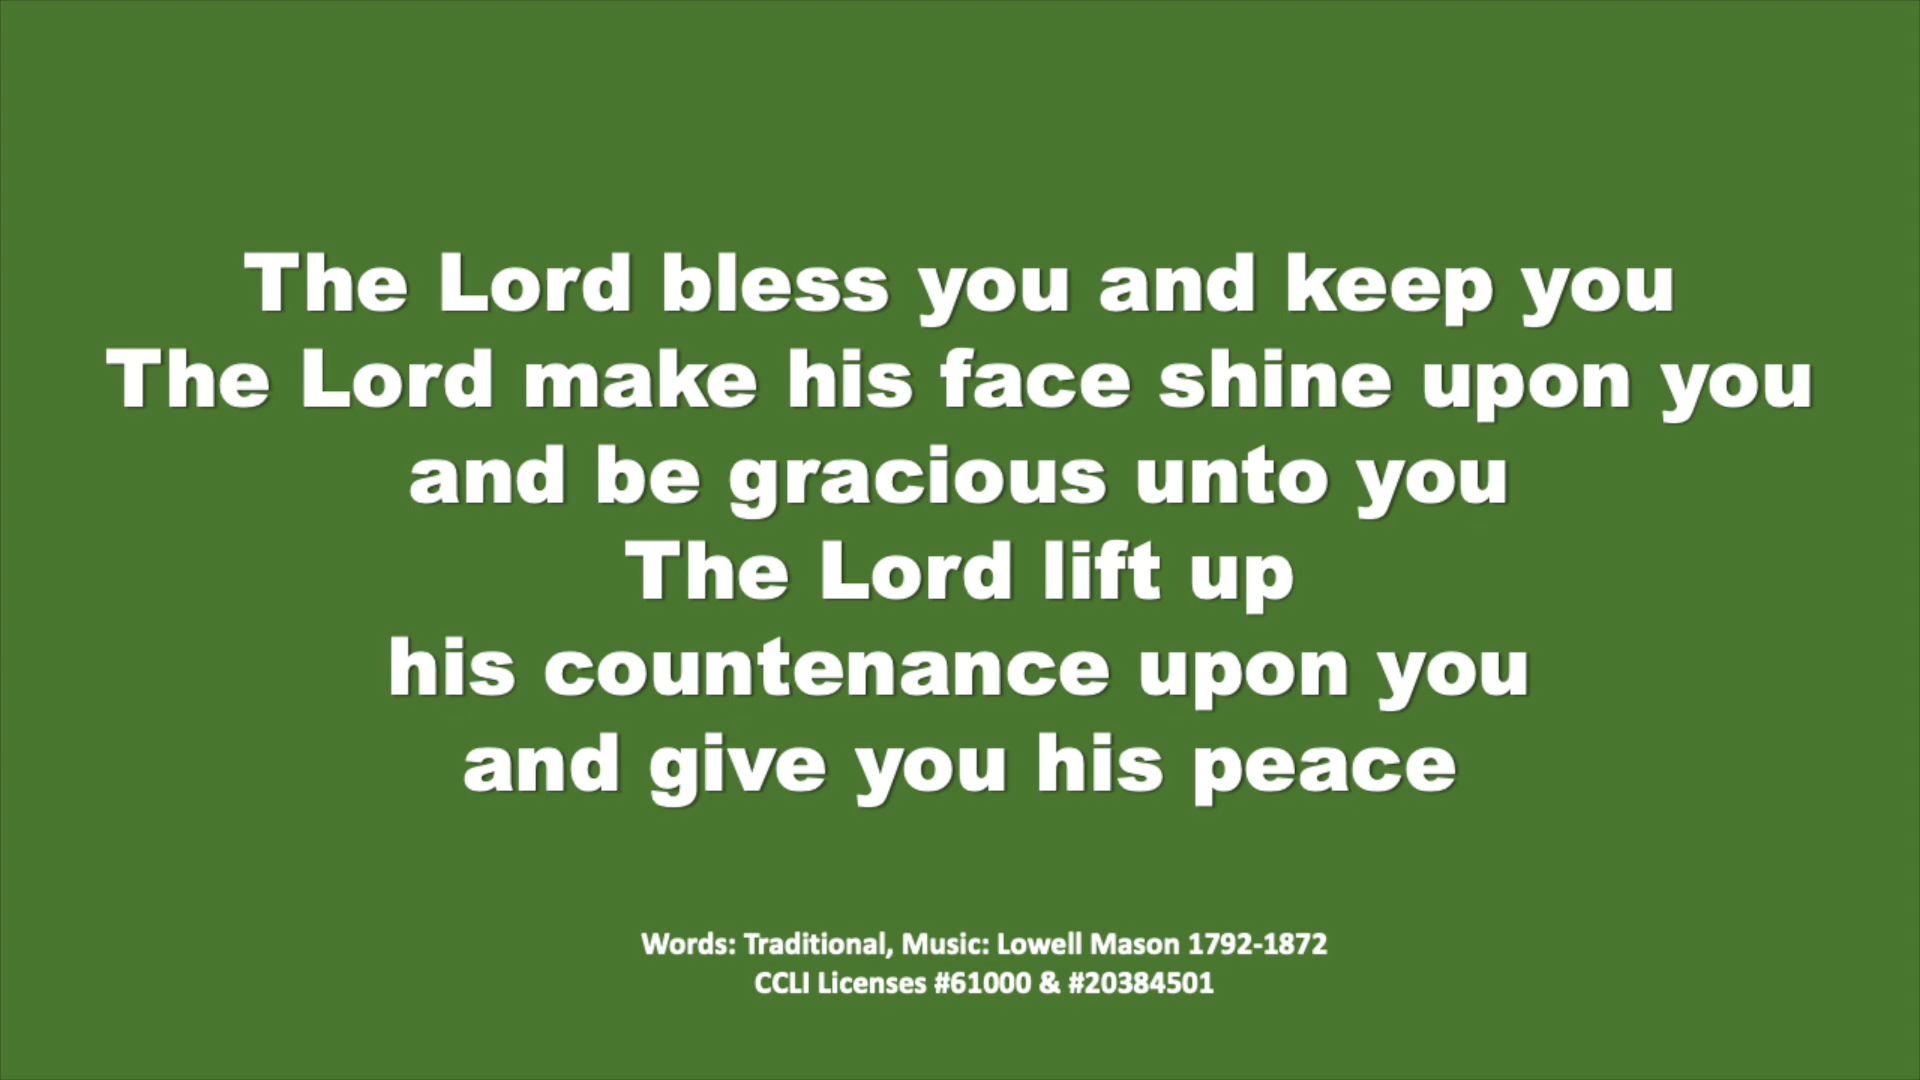 The Lord bless you and keep you
The Lord make his face shine upon you
and be gracious unto you
The Lord lift up
his countenance upon you
and give you his peace
Words: Traditional, Music: Lowell Mason 1792-1872
CCLI Licenses #61000 & #20384501